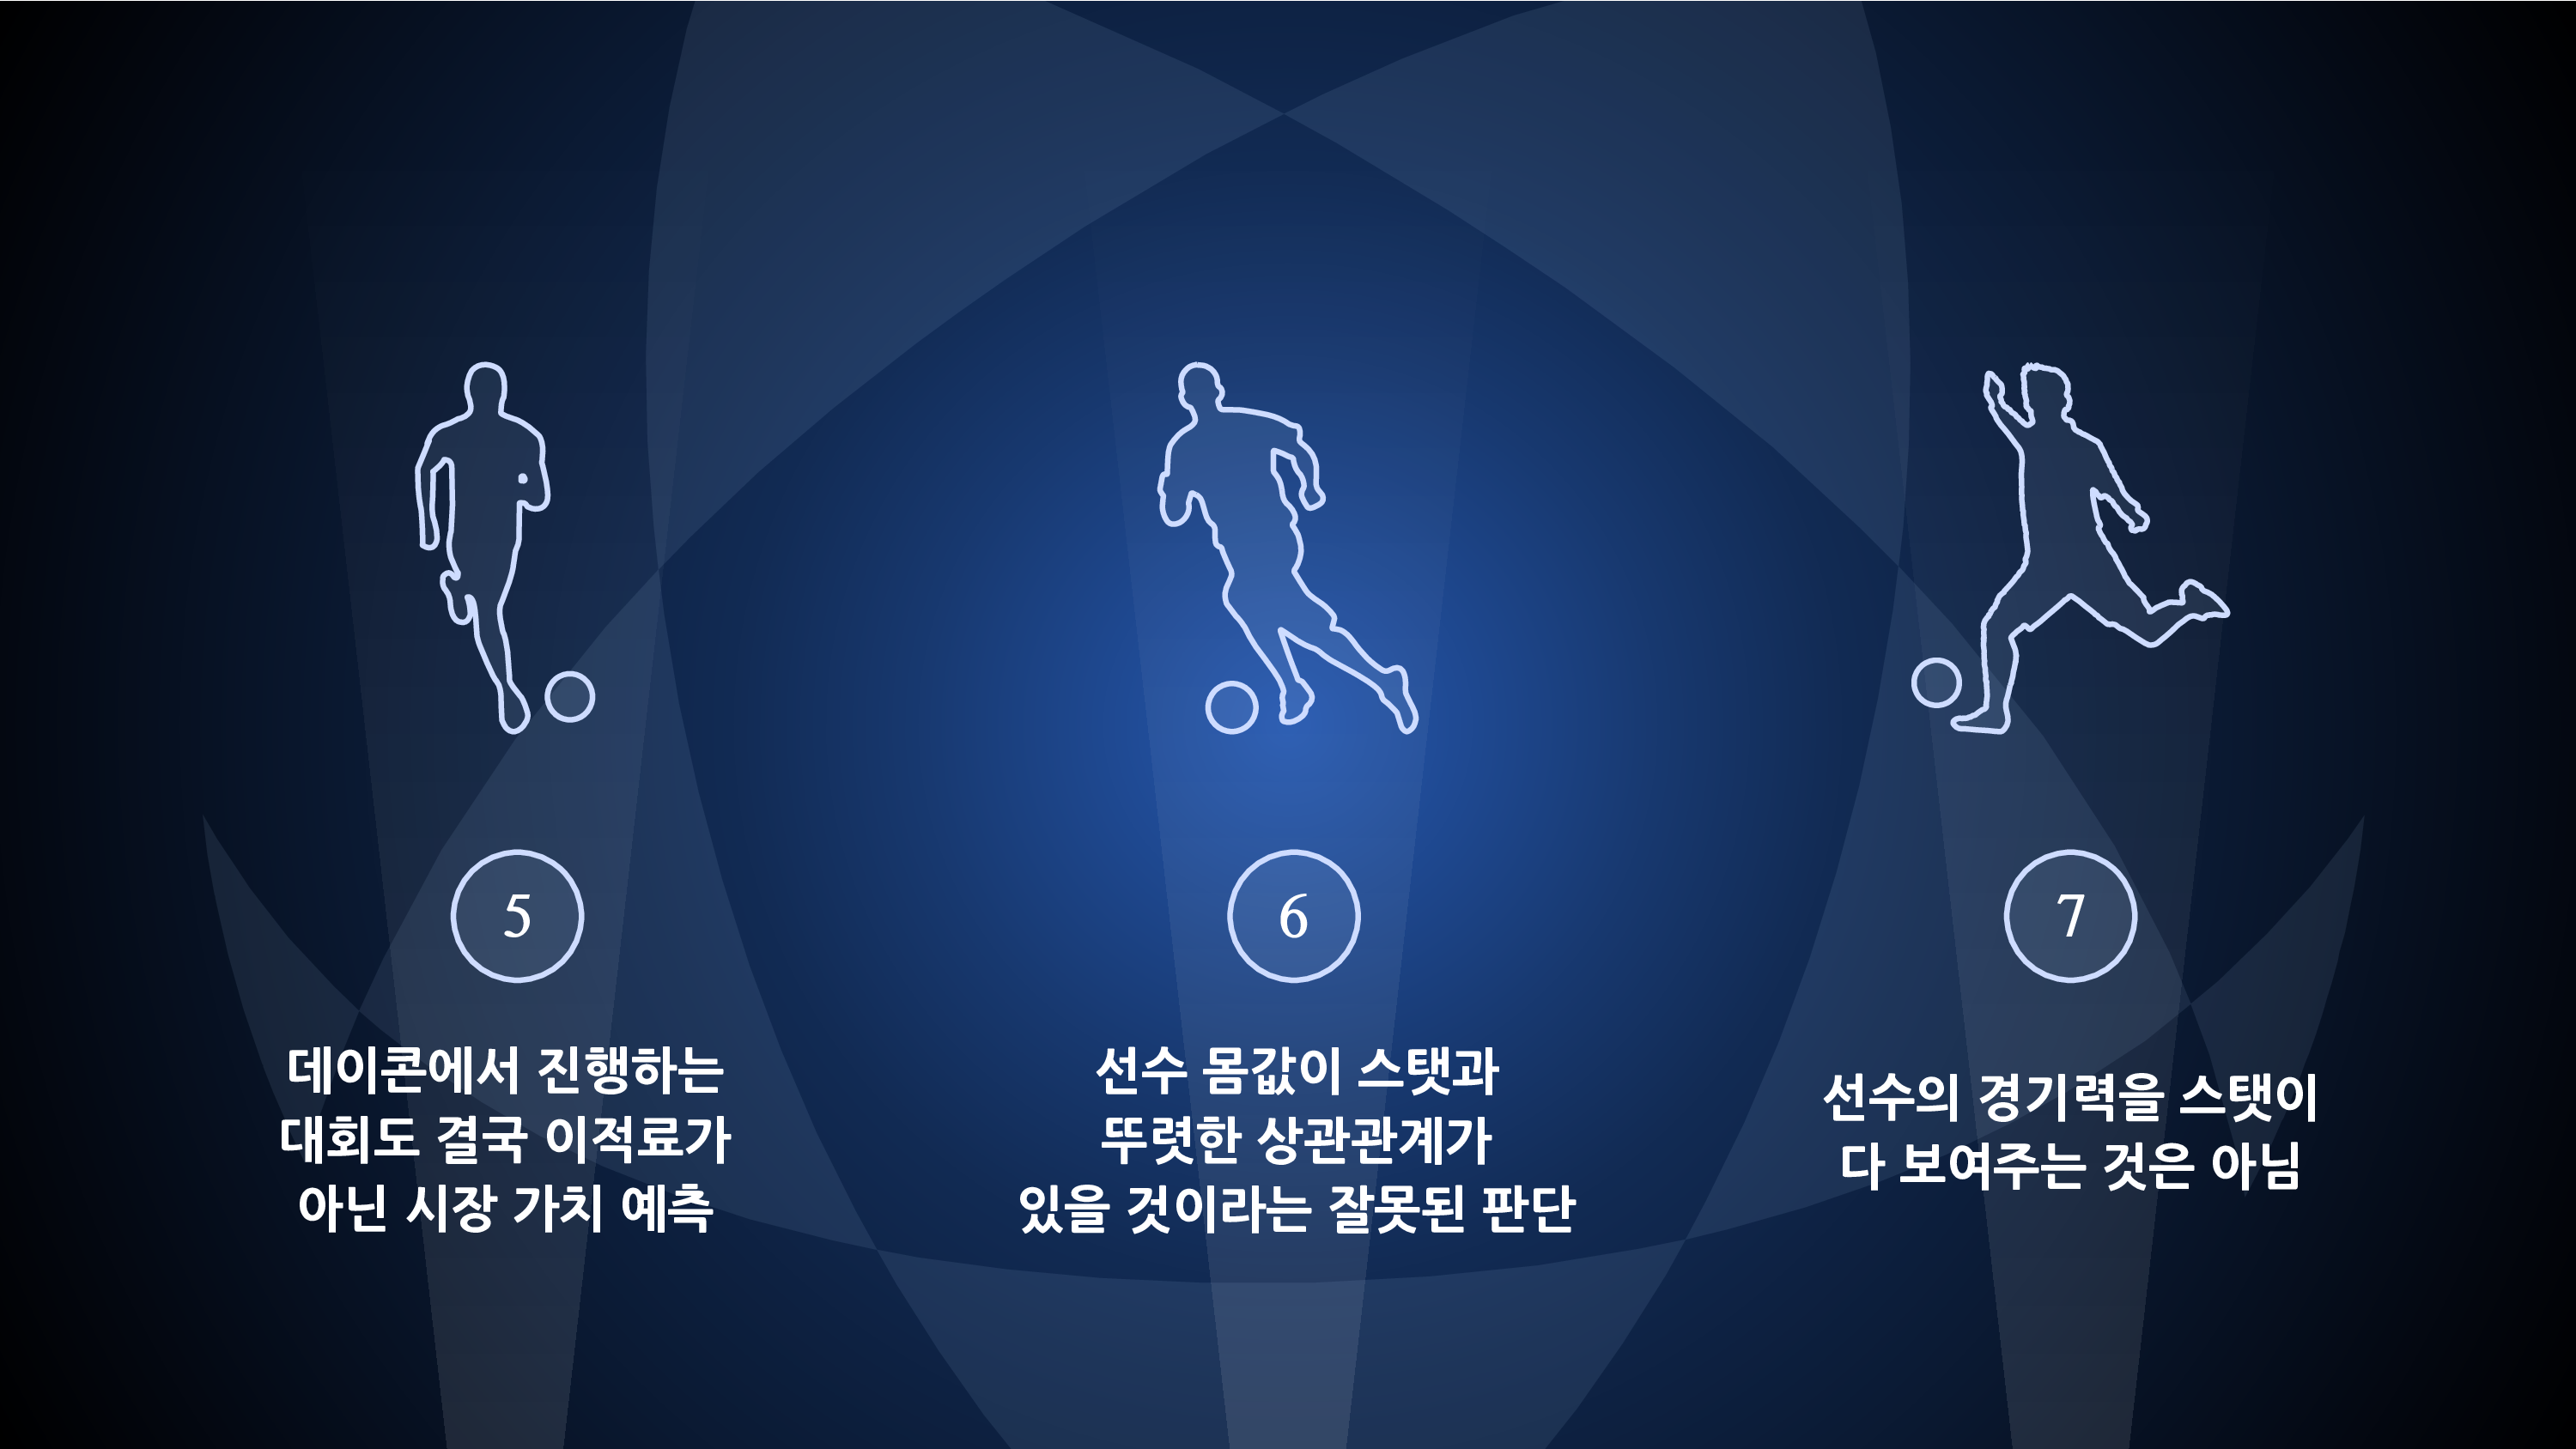 5
데이콘에서 진행하는
대회도 결국 이적료가
아닌 시장 가치 예측
6
선수 몸값이 스탯과
뚜렷한 상관관계가
있을 것이라는 잘못된 판단
7
선수의 경기력을 스탯이
다 보여주는 것은 아님